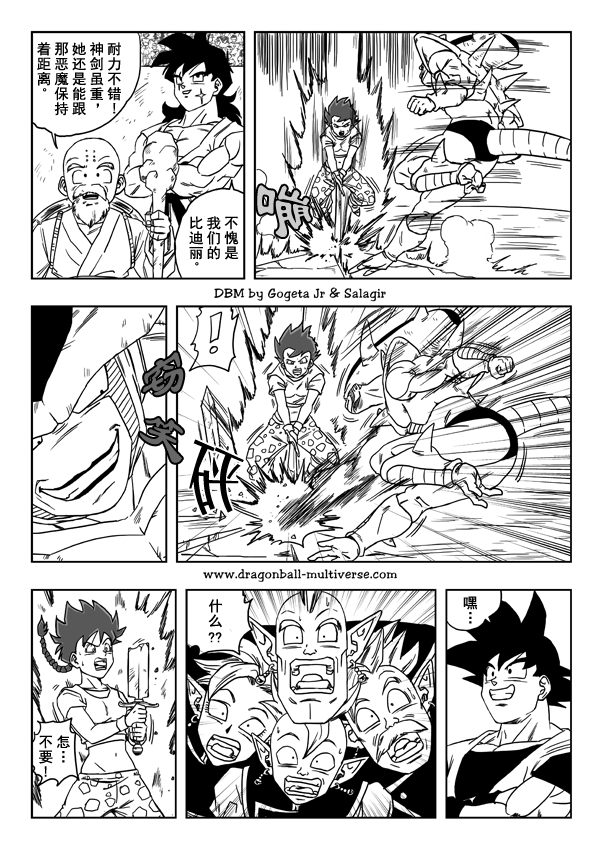 嘣
耐力不错！
神剑虽重，
她还是能跟
那恶魔保持
着距离。
不愧是
我们的
比迪丽。
DBM by Gogeta Jr & Salagir
…！
砰
窃笑
www.dragonball-multiverse.com
嘿…
什么??
怎…
不要！